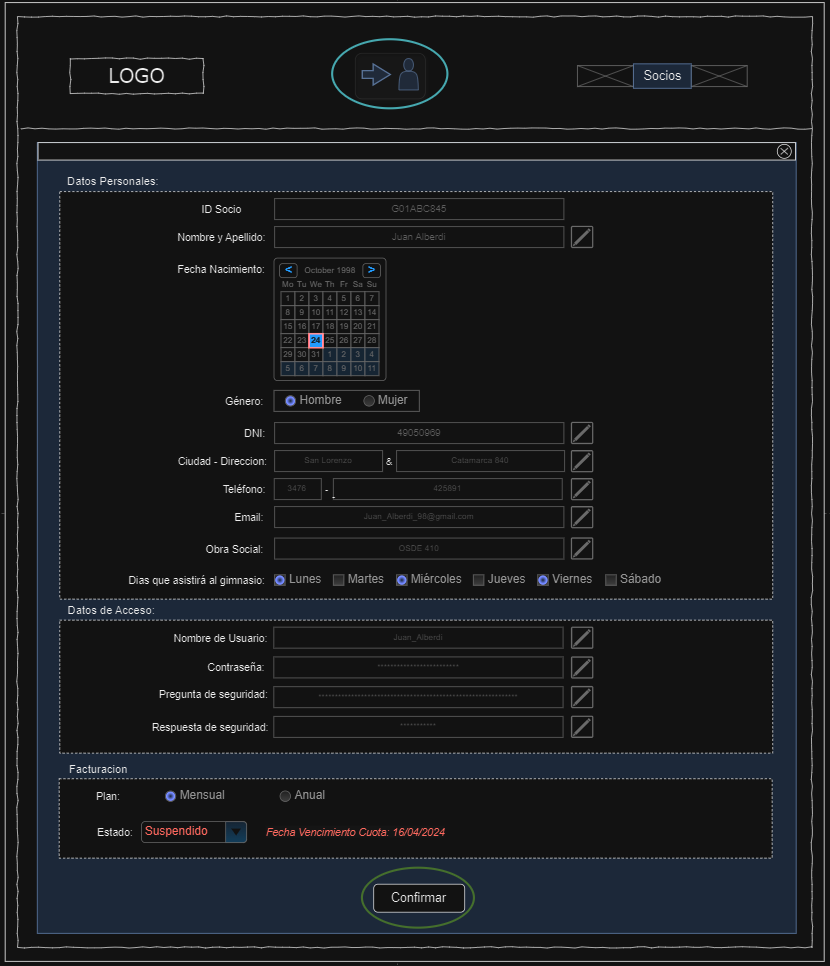 LOGO
Socios
Datos Personales:
ID Socio G01ABC845
Nombre y Apellido: Juan Alberdi
Fecha Nacimiento: < October 1998 >
Mo Tu We Th Fr Sa Su
1 2 3 4 5 6 7
8 9 10 11 12 13 14
15 16 17 18 19 20 21
22 23 24 25 26 27 28
29 30 31 1 2 3 4
5 6 7 8 9 10 11
Género: Hombre Mujer
DNI: 49050969
Ciudad - Direccion: San Lorenzo & Catamarca 840
Teléfono: 3476 - 425891
Email: Juan_Alberdi_98@gmail.com
Obra Social: OSDE 410
Dias que asistirá al gimnasio: Lunes Martes Miércoles Jueves Viernes Sábado
Datos de Acceso:
Nombre de Usuario: Juan_Alberdi
Contraseña:
Pregunta de seguridad:
Respuesta de seguridad:
Facturacion
Plan: Mensual Anual
Estado: Suspendido Fecha Vencimiento Cuota: 16/04/2024
Confirmar